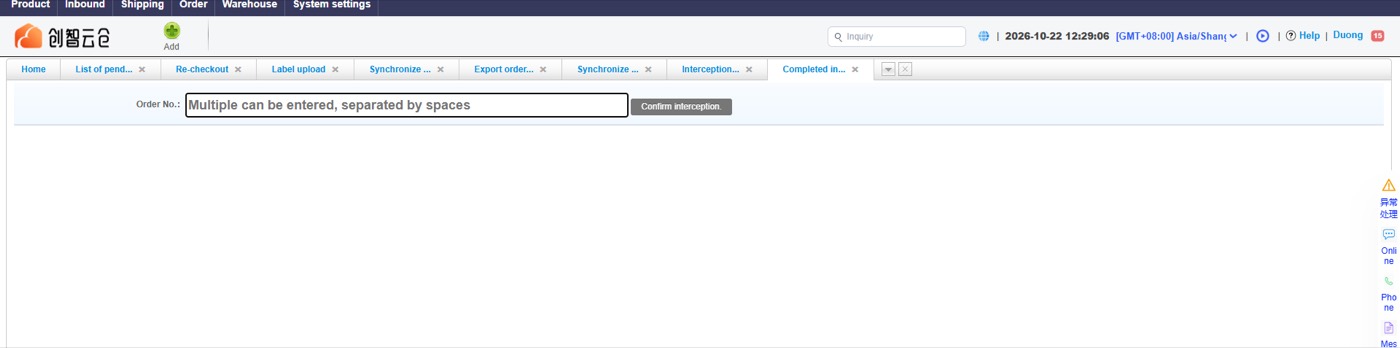 Product Inbound Shipping Order Warehouse System settings
创智云仓 Add Inquiry | 2026-10-22 12:29:06 [GMT+08:00] Asia/Shang | | Help | Duong 15
Home List of pend... Re-checkout Label upload Synchronize ... Export order... Synchronize ... Interception... Completed in...
Order No.: Multiple can be entered, separated by spaces Confirm interception.
异常
处理
Onli
ne
Pho
ne
Mes